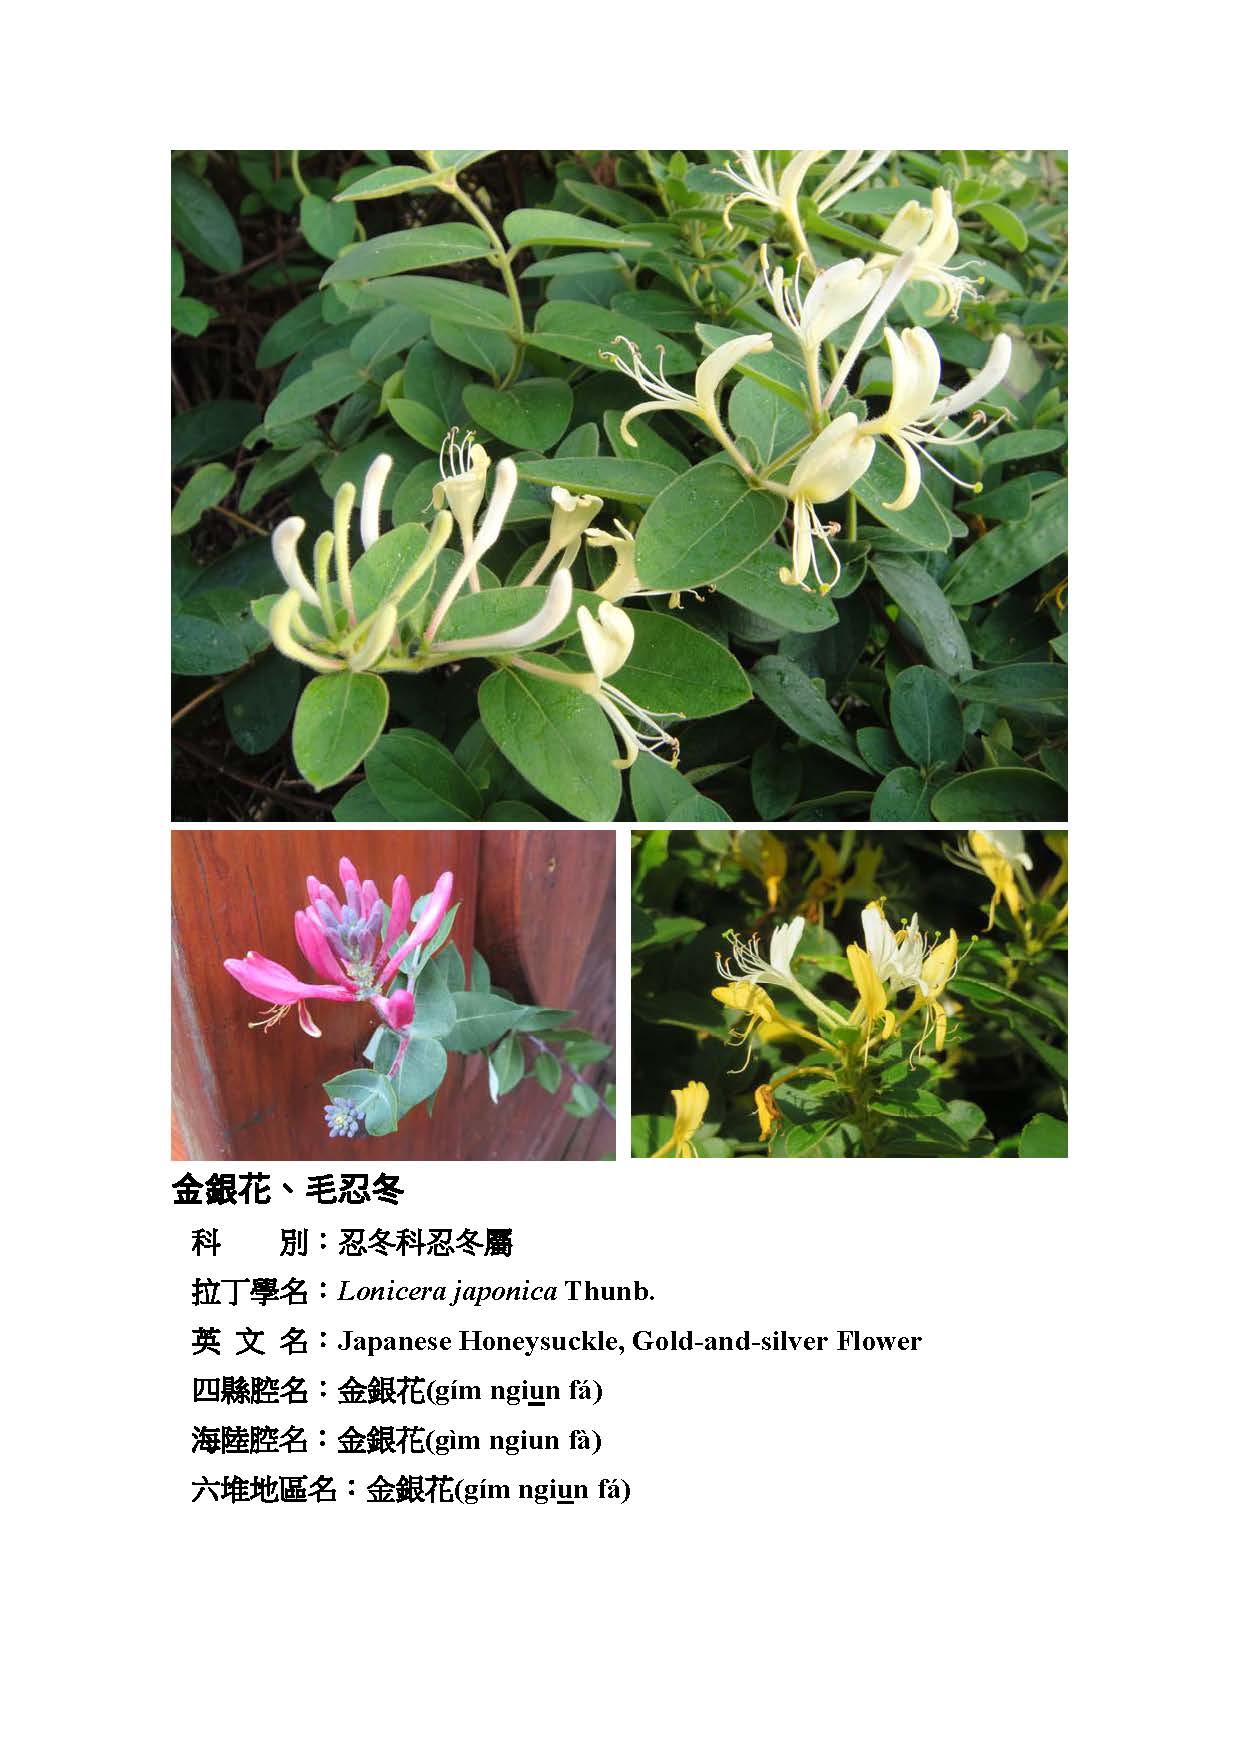 金銀花、毛忍冬
科　　別：忍冬科忍冬屬
拉丁學名：Lonicera japonica Thunb.
英 文 名：Japanese Honeysuckle, Gold-and-silver Flower
四縣腔名：金銀花(gím ngiun fá)
海陸腔名：金銀花(gìm ngiun fà)
六堆地區名：金銀花(gím ngiun fá)